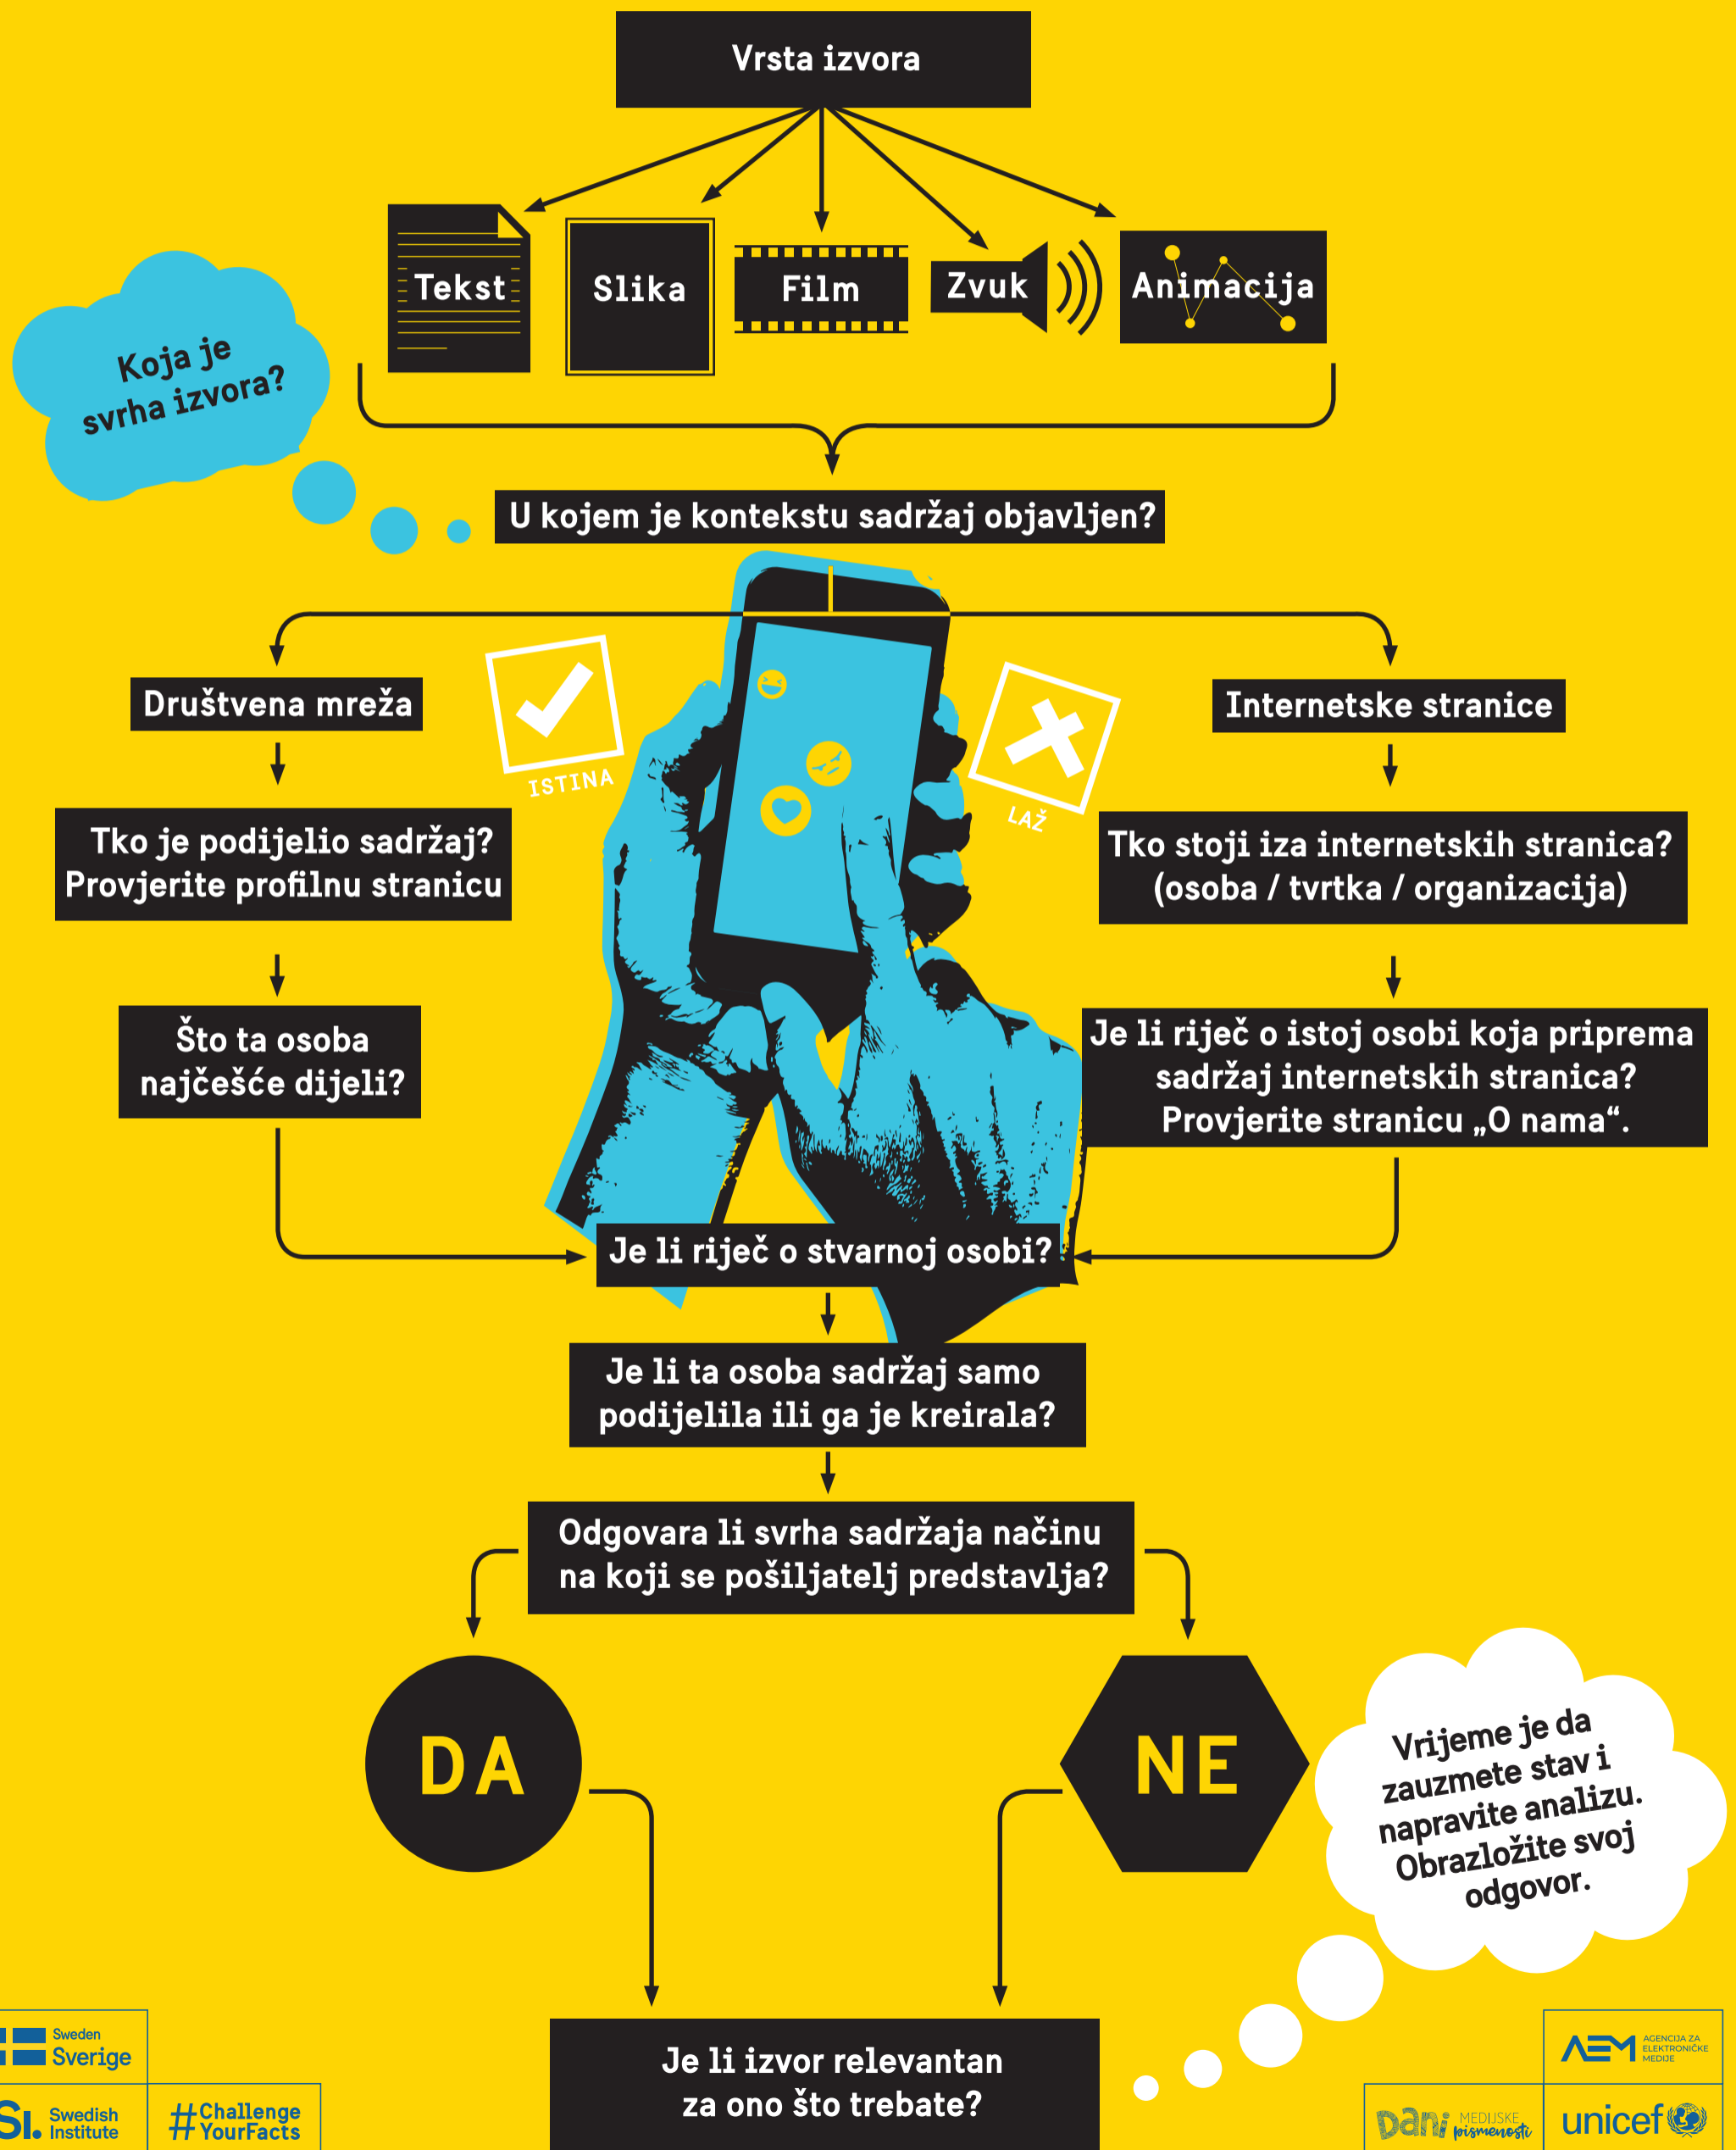 Vrsta izvora
Tekst
Slika
Film
Zvuk
Animacija
Koja je
svrha izvora?
U kojem je kontekstu sadržaj objavljen?
Društvena mreža
ISTINA
LAŽ
Internetske stranice
Tko je podijelio sadržaj?
Provjerite profilnu stranicu
Tko stoji iza internetskih stranica?
(osoba / tvrtka / organizacija)
Što ta osoba
najčešće dijeli?
Je li riječ o istoj osobi koja priprema
sadržaj internetskih stranica?
Provjerite stranicu „O nama“.
Je li riječ o stvarnoj osobi?
Je li ta osoba sadržaj samo
podijelila ili ga je kreirala?
Odgovara li svrha sadržaja načinu
na koji se pošiljatelj predstavlja?
DA
NE
Vrijeme je da
zauzmete stav i
napravite analizu.
Obrazložite svoj
odgovor.
Je li izvor relevantan
za ono što trebate?
Sweden
Sverige
SI. Swedish
Institute
#Challenge
YourFacts
AEM AGENCIJA ZA
ELEKTRONIČKE
MEDIJE
Dani MEDIJSKE
pismenosti
unicef